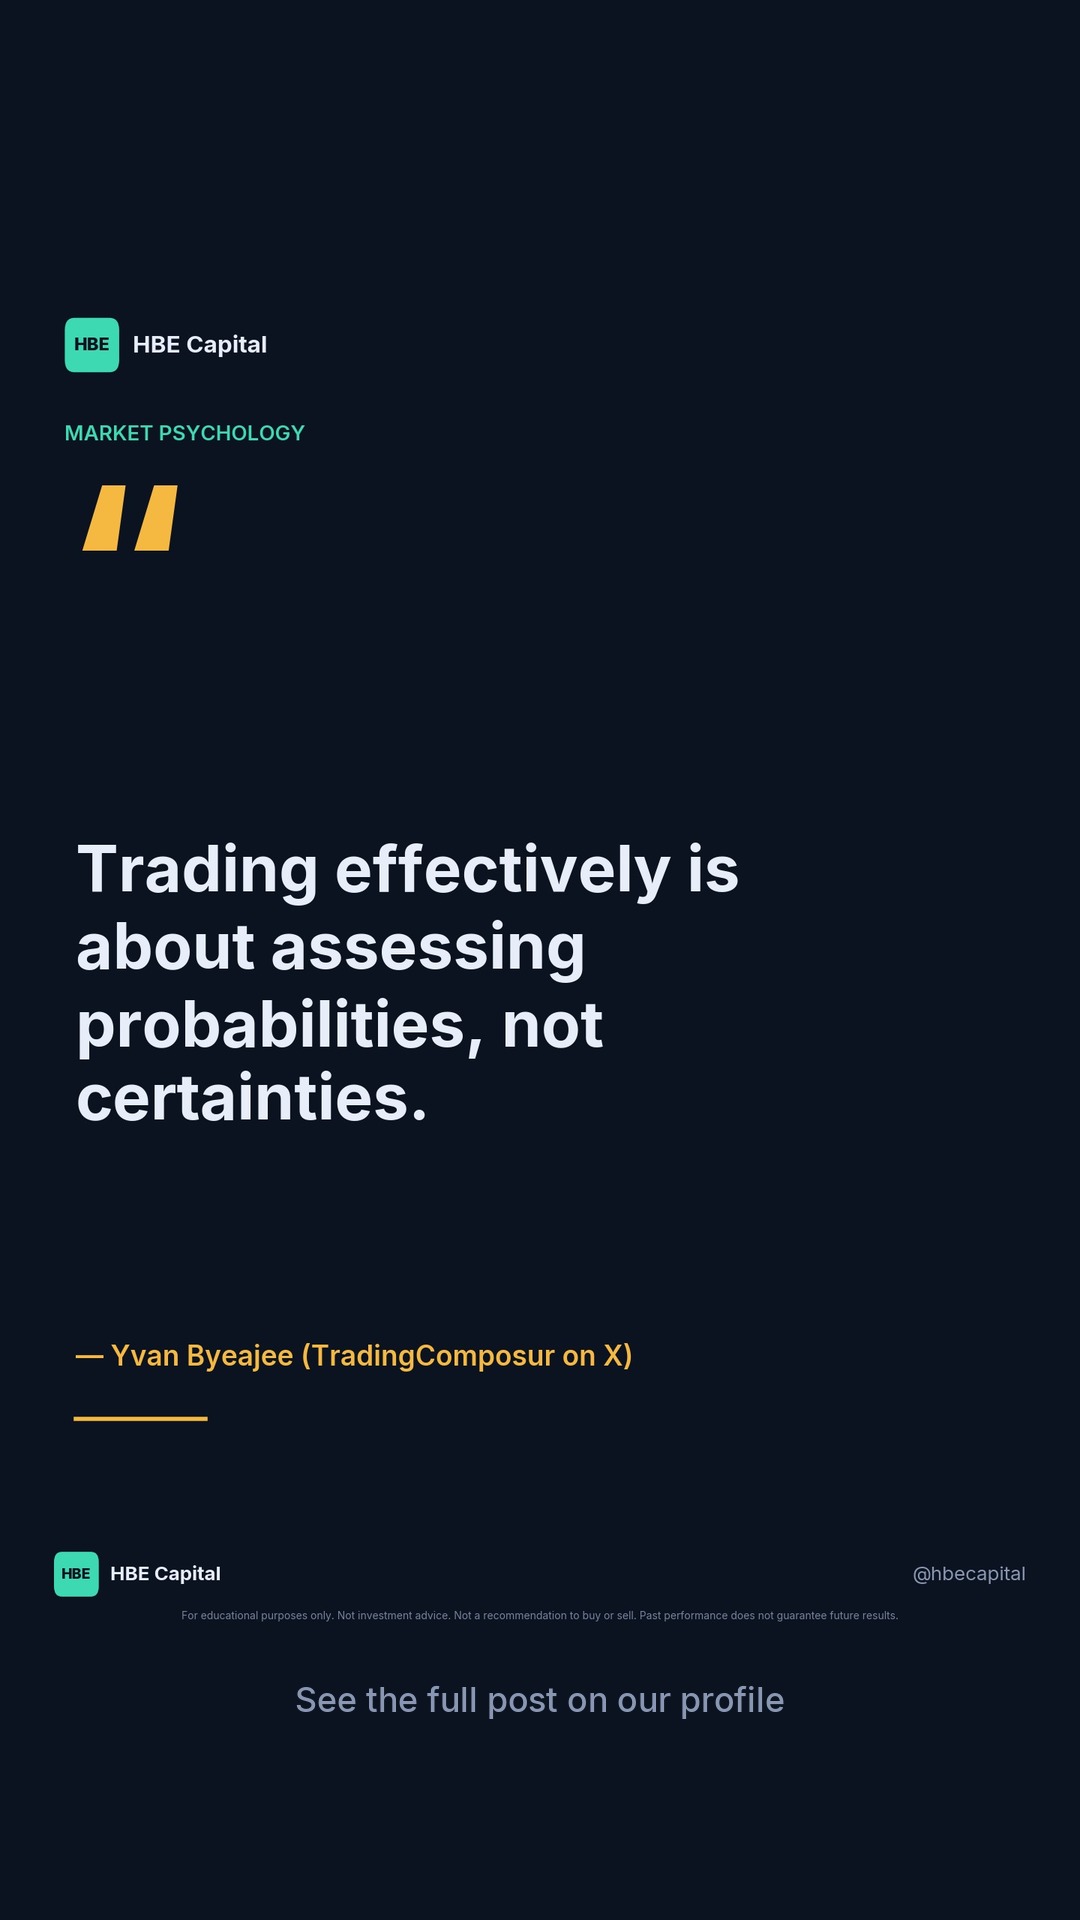 HBE HBE Capital
MARKET PSYCHOLOGY
"
Trading effectively is
about assessing
probabilities, not
certainties.
— Yvan Byeajee (TradingComposur on X)
HBE HBE Capital @hbecapital
For educational purposes only. Not investment advice. Not a recommendation to buy or sell. Past performance does not guarantee future results.
See the full post on our profile